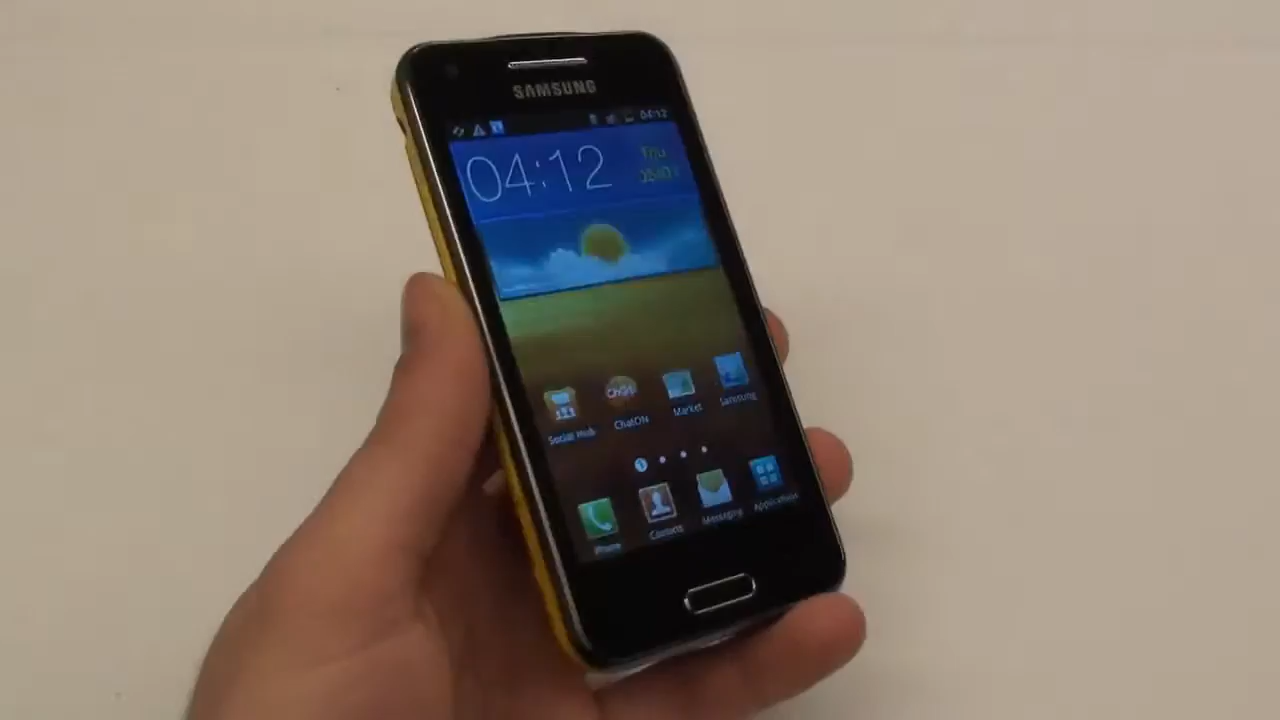 SAMSUNG
04:12
04:12
Thu
Social Hub
ChatON
Market
Samsung
Phone
Contacts
Messaging
Applications